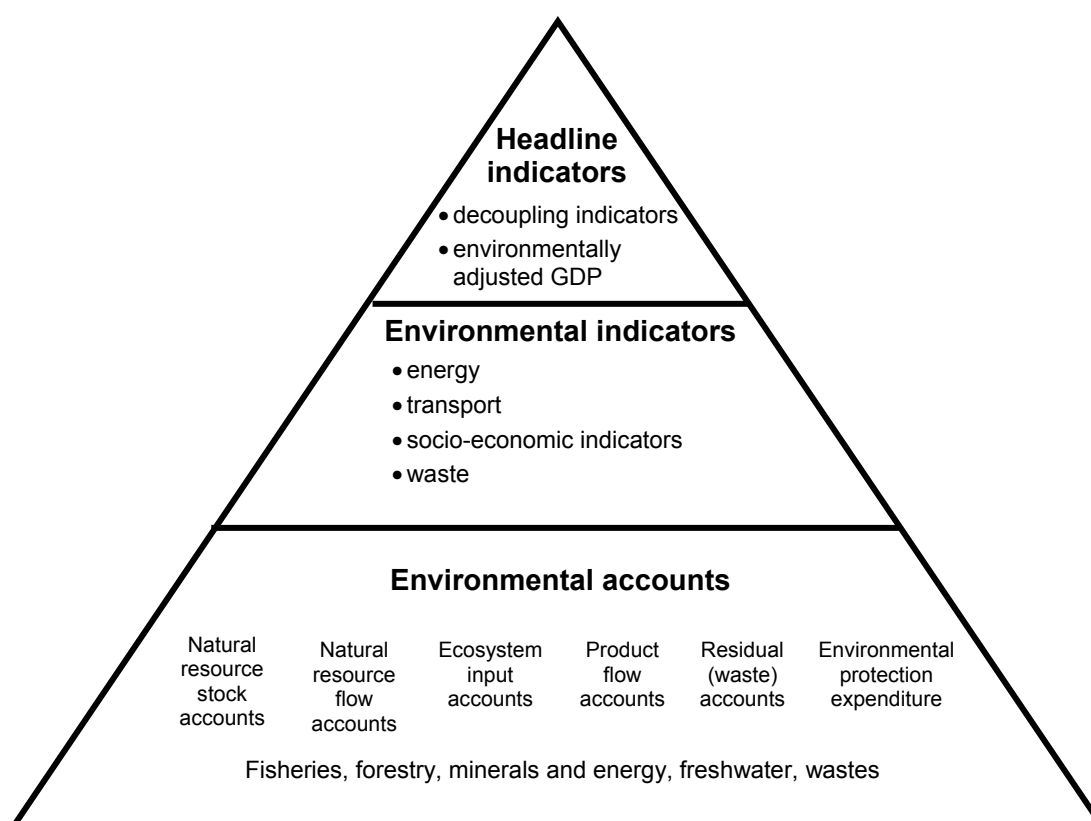 Headline
indicators
• decoupling indicators
• environmentally
adjusted GDP
Environmental indicators
• energy
• transport
• socio-economic indicators
• waste
Environmental accounts
Natural
resource
stock
accounts
Natural
resource
flow
accounts
Ecosystem
input
accounts
Product
flow
accounts
Residual
(waste)
accounts
Environmental
protection
expenditure
Fisheries, forestry, minerals and energy, freshwater, wastes